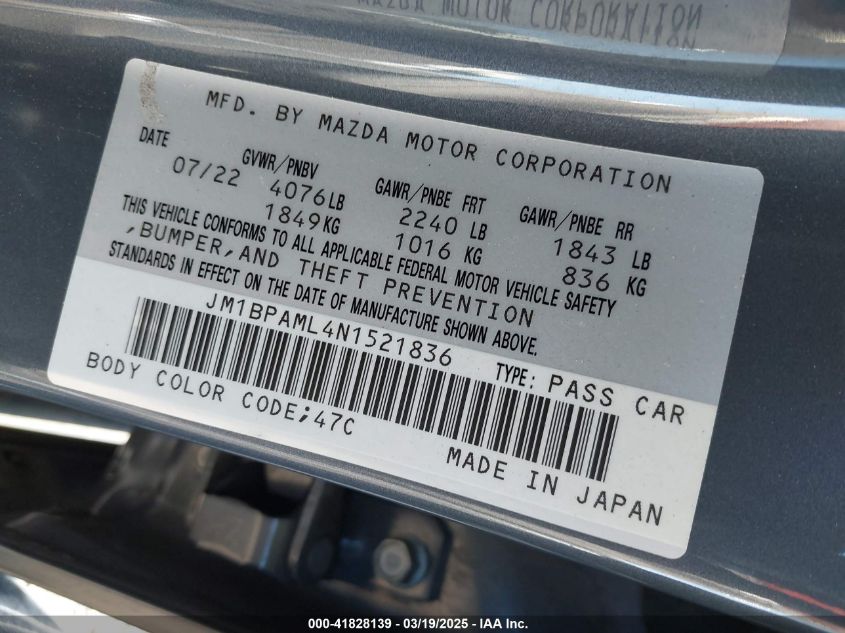 MAZDA MOTOR CORPORATION
MFD. BY MAZDA MOTOR CORPORATION
DATE GVWR/PNBV GAWR/PNBE FRT GAWR/PNBE RR
07/22 4076LB 2240 LB 1843 LB
1849KG 1016 KG 836 KG
THIS VEHICLE CONFORMS TO ALL APPLICABLE FEDERAL MOTOR VEHICLE SAFETY
,BUMPER,AND THEFT PREVENTION
STANDARDS IN EFFECT ON THE DATE OF MANUFACTURE SHOWN ABOVE.
JM1BPAML4N1521836
TYPE: PASS CAR
BODY COLOR CODE;47C
MADE IN JAPAN
000-41828139 - 03/19/2025 - IAA Inc.